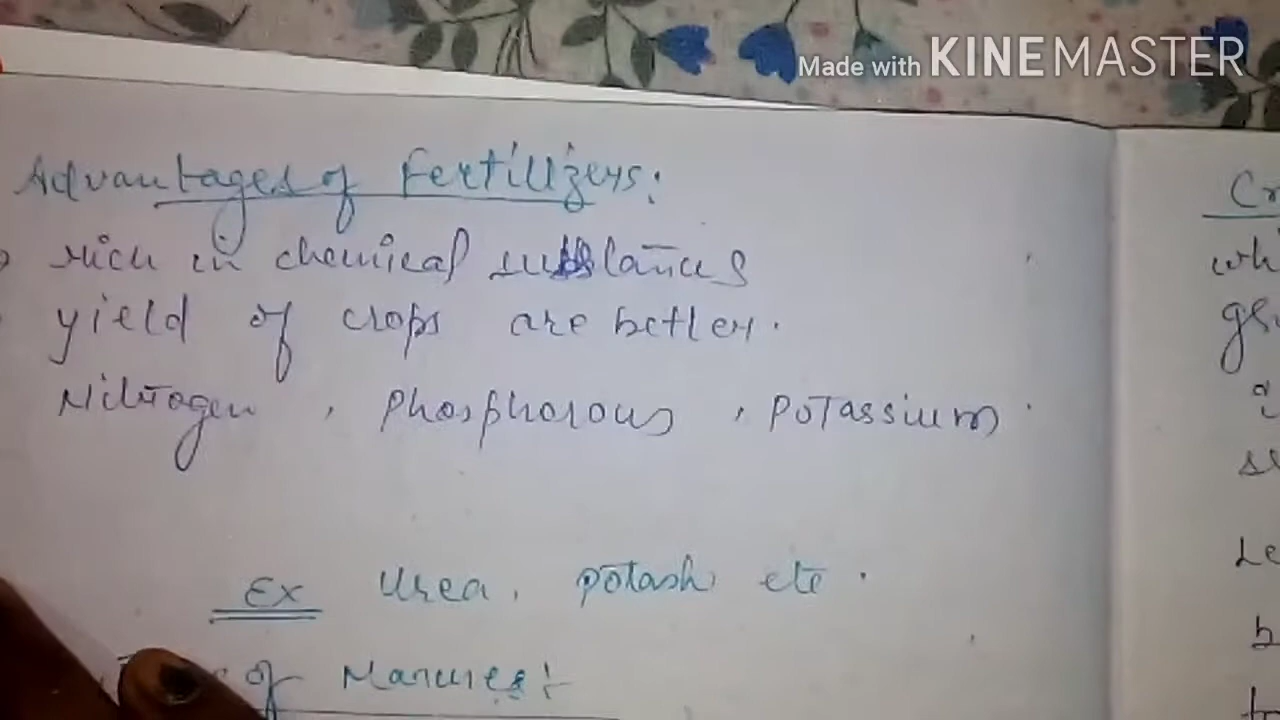 Made with KINEMASTER
Advantages of Fertilizers:
rich in chemical substances
yield of crops are better.
Nitrogen, Phosphorous, Potassium.
Ex Urea, potash etc.
of Manures:-